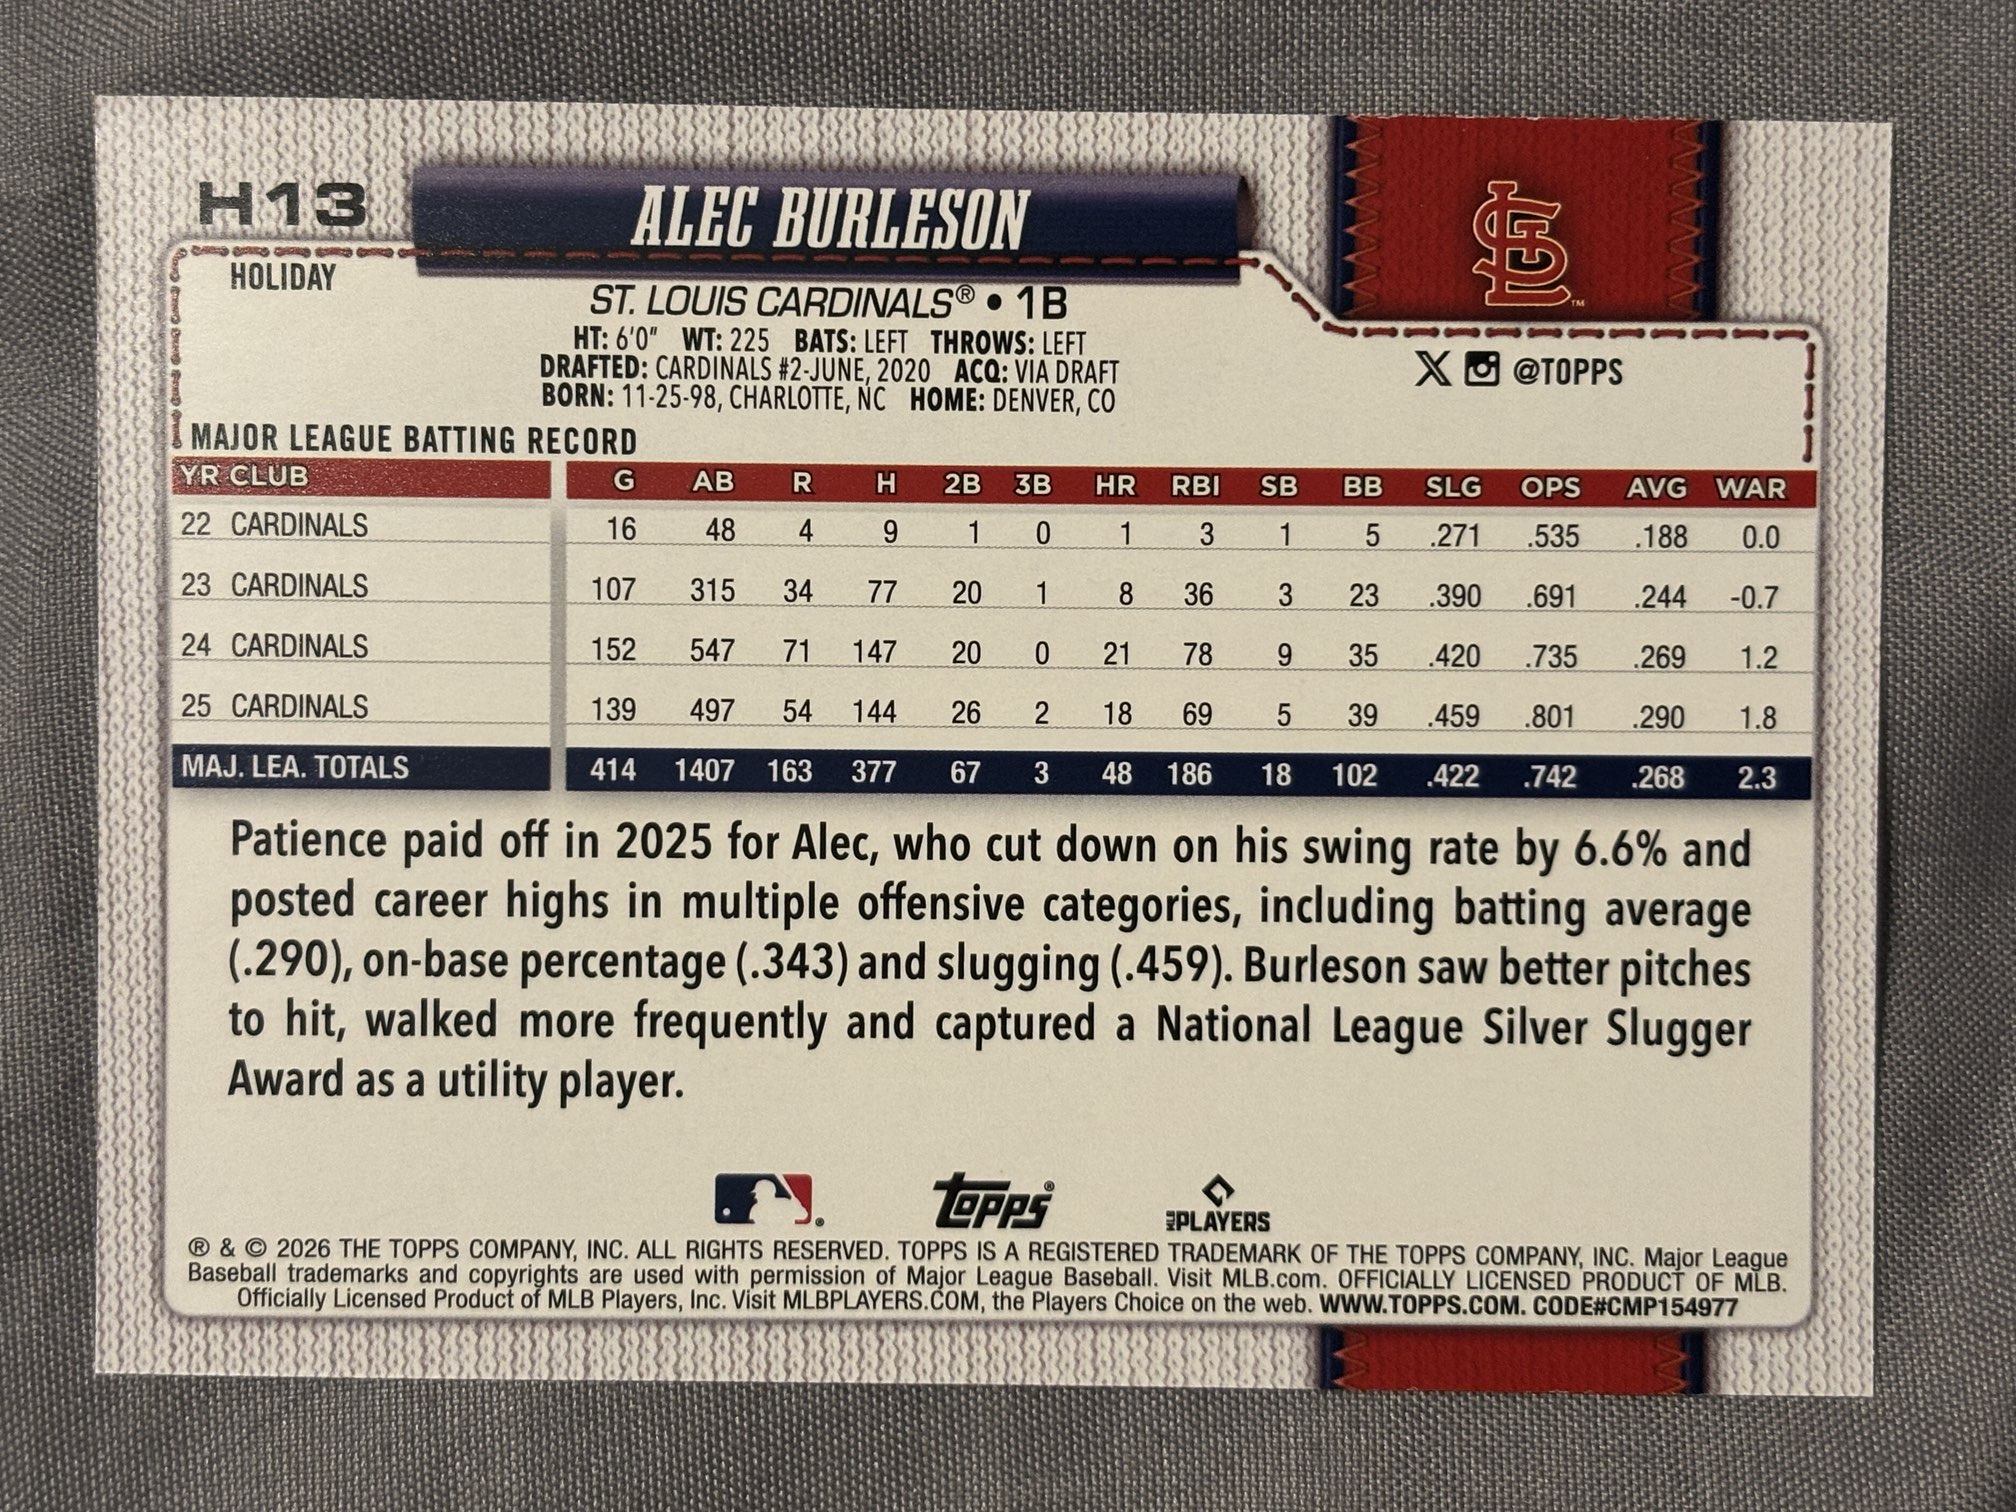 H13
ALEC BURLESON
STL™
HOLIDAY
ST. LOUIS CARDINALS® • 1B
HT: 6'0" WT: 225 BATS: LEFT THROWS: LEFT
DRAFTED: CARDINALS #2-JUNE, 2020 ACQ: VIA DRAFT
BORN: 11-25-98, CHARLOTTE, NC HOME: DENVER, CO
X @TOPPS
MAJOR LEAGUE BATTING RECORD
YR CLUB G AB R H 2B 3B HR RBI SB BB SLG OPS AVG WAR
22 CARDINALS 16 48 4 9 1 0 1 3 1 5 .271 .535 .188 0.0
23 CARDINALS 107 315 34 77 20 1 8 36 3 23 .390 .691 .244 -0.7
24 CARDINALS 152 547 71 147 20 0 21 78 9 35 .420 .735 .269 1.2
25 CARDINALS 139 497 54 144 26 2 18 69 5 39 .459 .801 .290 1.8
MAJ. LEA. TOTALS 414 1407 163 377 67 3 48 186 18 102 .422 .742 .268 2.3
Patience paid off in 2025 for Alec, who cut down on his swing rate by 6.6% and
posted career highs in multiple offensive categories, including batting average
(.290), on-base percentage (.343) and slugging (.459). Burleson saw better pitches
to hit, walked more frequently and captured a National League Silver Slugger
Award as a utility player.
® Topps® MLB PLAYERS
® & © 2026 THE TOPPS COMPANY, INC. ALL RIGHTS RESERVED. TOPPS IS A REGISTERED TRADEMARK OF THE TOPPS COMPANY, INC. Major League
Baseball trademarks and copyrights are used with permission of Major League Baseball. Visit MLB.com. OFFICIALLY LICENSED PRODUCT OF MLB.
Officially Licensed Product of MLB Players, Inc. Visit MLBPLAYERS.COM, the Players Choice on the web. WWW.TOPPS.COM. CODE#CMP154977